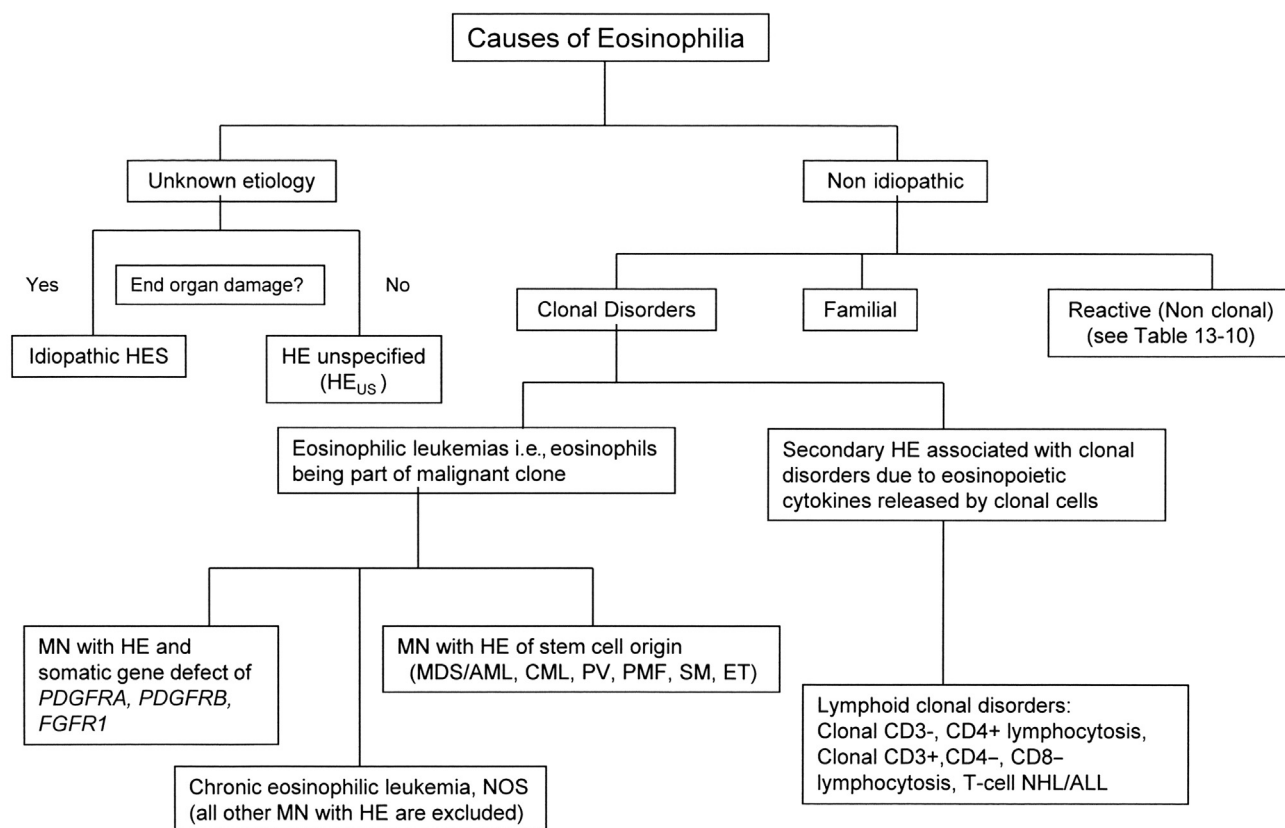 Causes of Eosinophilia
Unknown etiology
Non idiopathic
Yes
End organ damage?
No
Clonal Disorders
Familial
Reactive (Non clonal)
(see Table 13-10)
Idiopathic HES
HE unspecified
(HEUS )
Eosinophilic leukemias i.e., eosinophils
being part of malignant clone
Secondary HE associated with clonal
disorders due to eosinopoietic
cytokines released by clonal cells
MN with HE and
somatic gene defect of
PDGFRA, PDGFRB,
FGFR1
MN with HE of stem cell origin
(MDS/AML, CML, PV, PMF, SM, ET)
Chronic eosinophilic leukemia, NOS
(all other MN with HE are excluded)
Lymphoid clonal disorders:
Clonal CD3-, CD4+ lymphocytosis,
Clonal CD3+,CD4–, CD8–
lymphocytosis, T-cell NHL/ALL